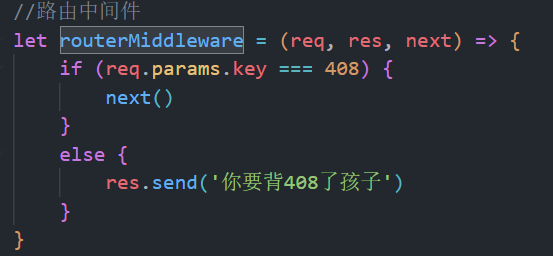 //路由中间件
let routerMiddleware = (req, res, next) => {
    if (req.params.key === 408) {
        next()
    }
    else {
        res.send('你要背408了孩子')
    }
}